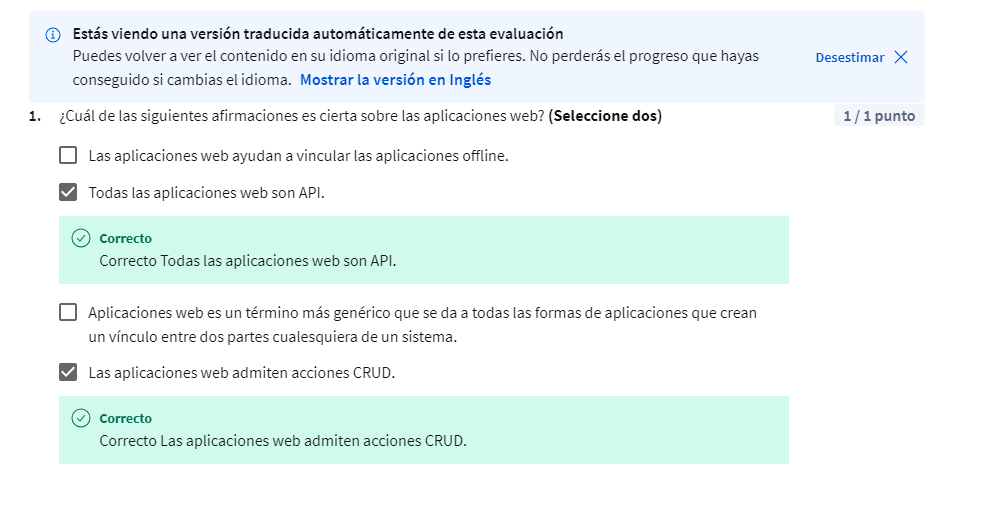 Estás viendo una versión traducida automáticamente de esta evaluación
Puedes volver a ver el contenido en su idioma original si lo prefieres. No perderás el progreso que hayas
conseguido si cambias el idioma. Mostrar la versión en Inglés
Desestimar
1. ¿Cuál de las siguientes afirmaciones es cierta sobre las aplicaciones web? (Seleccione dos)
1 / 1 punto
Las aplicaciones web ayudan a vincular las aplicaciones offline.
Todas las aplicaciones web son API.
Correcto
Correcto Todas las aplicaciones web son API.
Aplicaciones web es un término más genérico que se da a todas las formas de aplicaciones que crean
un vínculo entre dos partes cualesquiera de un sistema.
Las aplicaciones web admiten acciones CRUD.
Correcto
Correcto Las aplicaciones web admiten acciones CRUD.